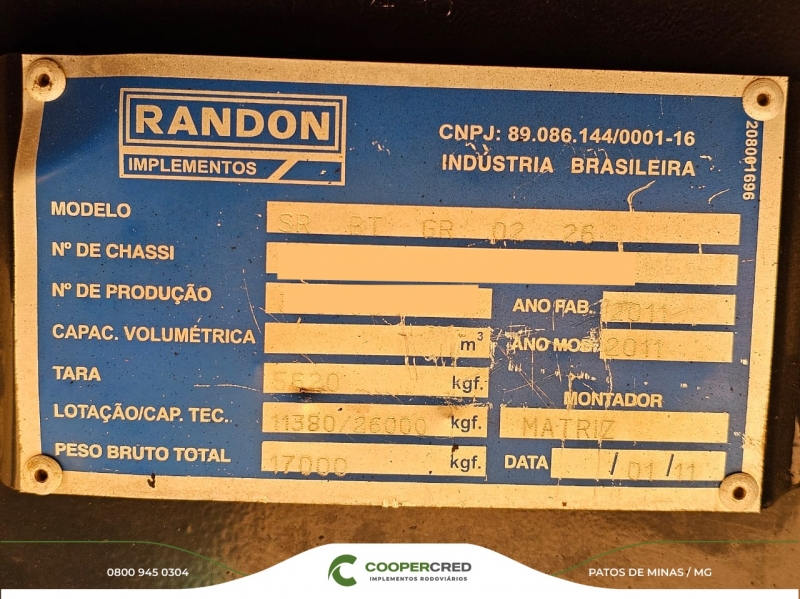 RANDON
IMPLEMENTOS
CNPJ: 89.086.144/0001-16
INDÚSTRIA BRASILEIRA
208001696
MODELO SR BT GR 02 26
Nº DE CHASSI
Nº DE PRODUÇÃO
ANO FAB. 2011
CAPAC. VOLUMÉTRICA m³
ANO MOD. 2011
TARA 5620 kgf.
MONTADOR
LOTAÇÃO/CAP. TEC. 11380/26000 kgf.
MATRIZ
PESO BRUTO TOTAL 17000 kgf.
DATA /01/11
0800 945 0304
COOPERCRED
IMPLEMENTOS RODOVIÁRIOS
PATOS DE MINAS / MG